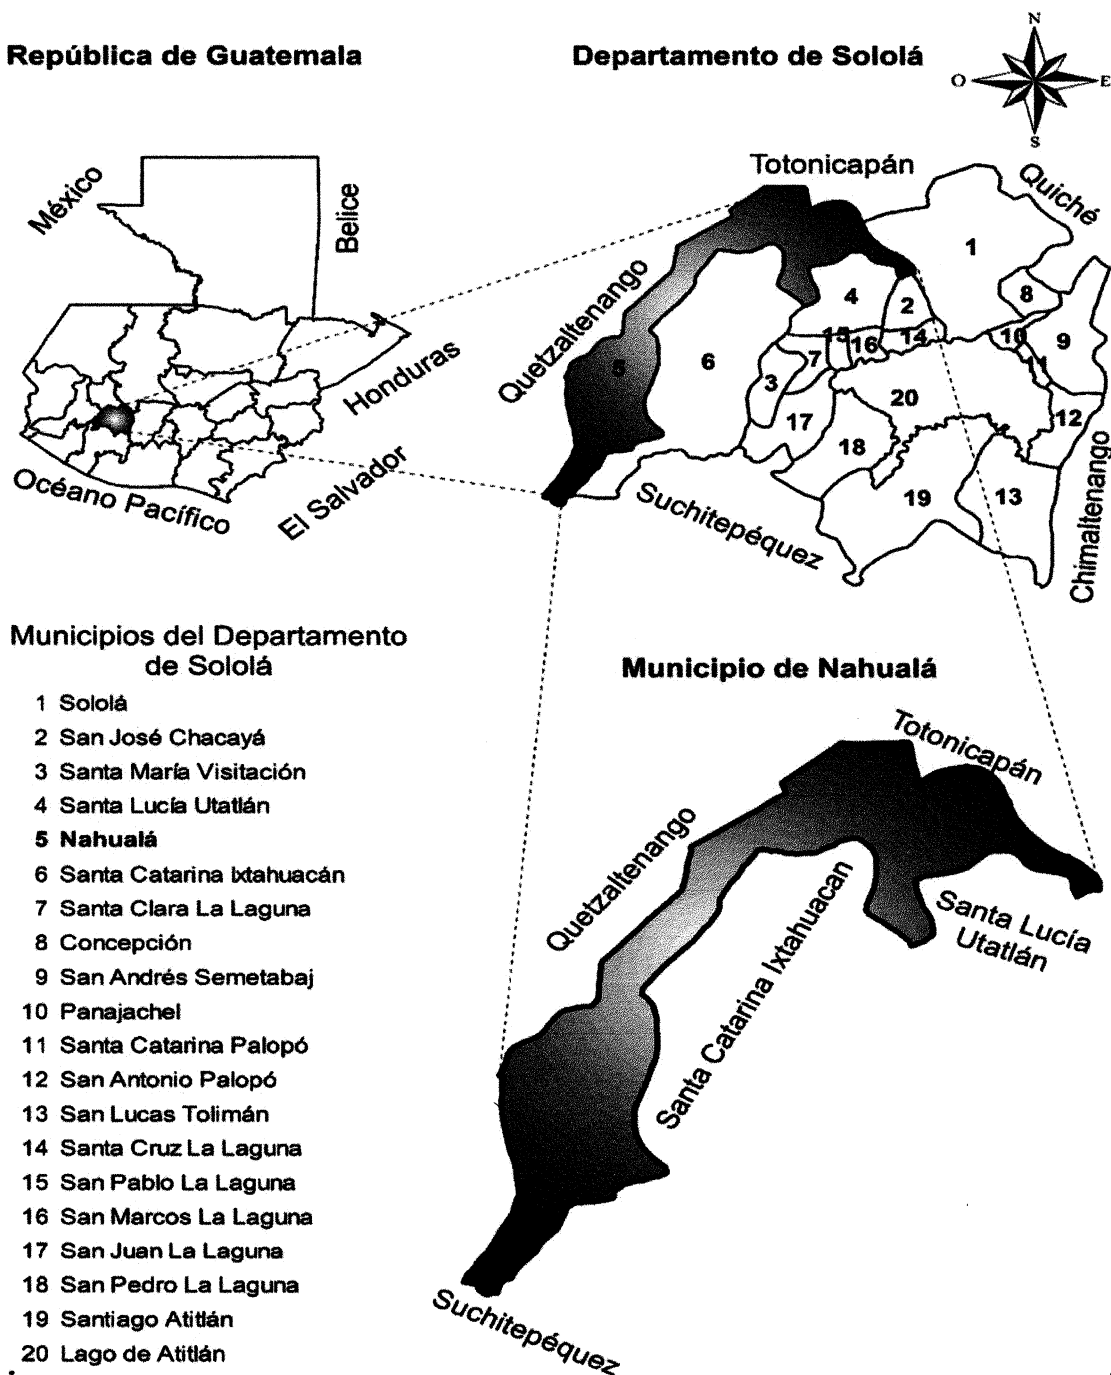 República de Guatemala
Departamento de Sololá
N
O
E
S
México
Belice
Honduras
El Salvador
Océano Pacífico
Totonicapán
Quiché
Quetzaltenango
Suchitepéquez
Chimaltenango
1
2
3
4
5
6
7
8
9
10
11
12
13
14
15
16
17
18
19
20
Municipios del Departamento
de Sololá
1 Sololá
2 San José Chacayá
3 Santa María Visitación
4 Santa Lucía Utatlán
5 Nahualá
6 Santa Catarina Ixtahuacán
7 Santa Clara La Laguna
8 Concepción
9 San Andrés Semetabaj
10 Panajachel
11 Santa Catarina Palopó
12 San Antonio Palopó
13 San Lucas Tolimán
14 Santa Cruz La Laguna
15 San Pablo La Laguna
16 San Marcos La Laguna
17 San Juan La Laguna
18 San Pedro La Laguna
19 Santiago Atitlán
20 Lago de Atitlán
Municipio de Nahualá
Totonicapán
Quetzaltenango
Santa Catarina Ixtahuacan
Santa Lucía
Utatlán
Suchitepéquez